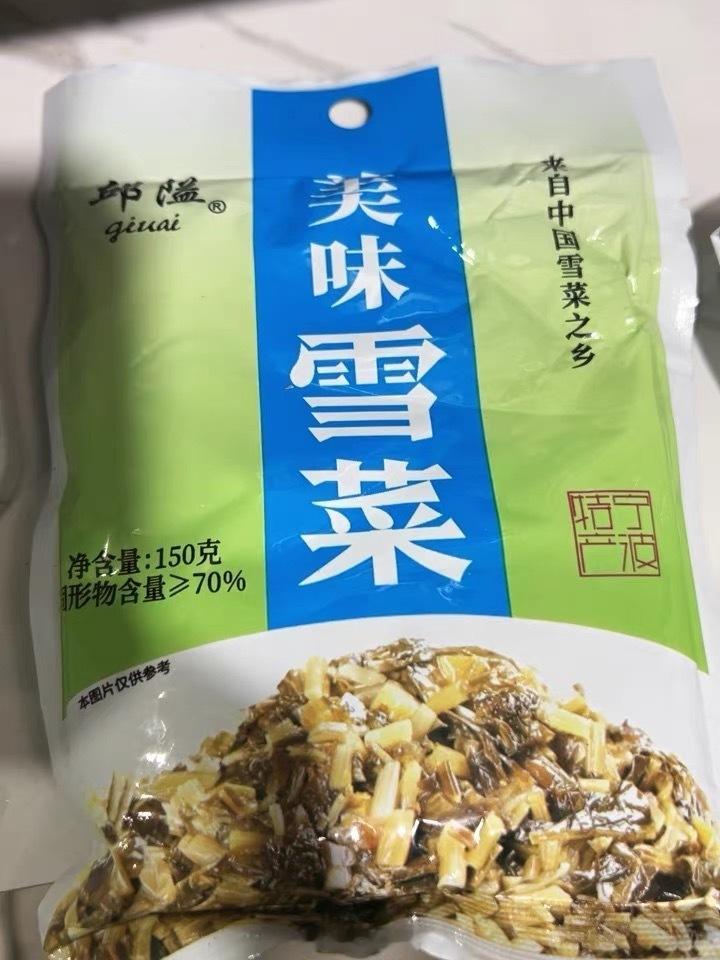 邱隘®
qiuai
美味雪菜
来自中国雪菜之乡
宁波特产
净含量:150克
固形物含量≥70%
本图片仅供参考